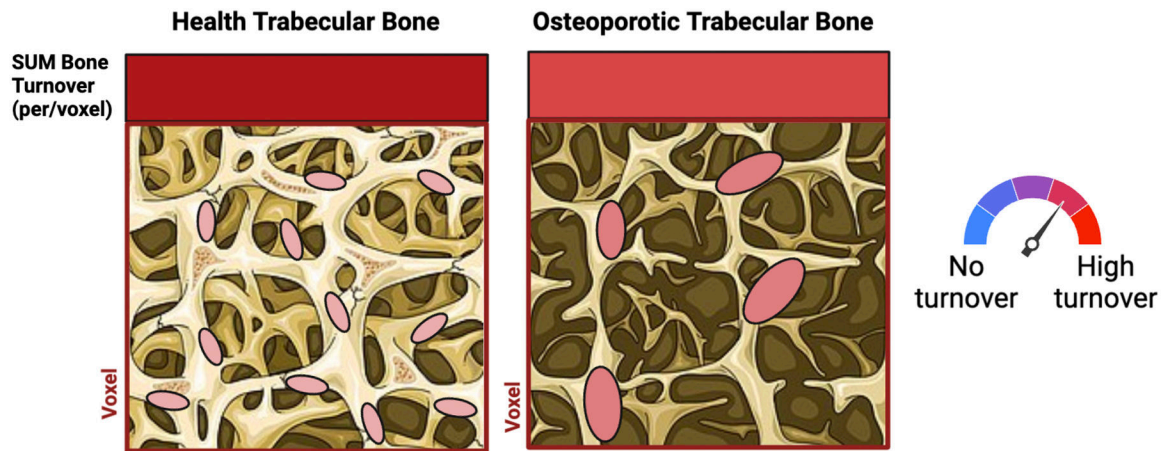 Health Trabecular Bone
Osteoporotic Trabecular Bone
SUM Bone
Turnover
(per/voxel)
Voxel
Voxel
No
turnover
High
turnover